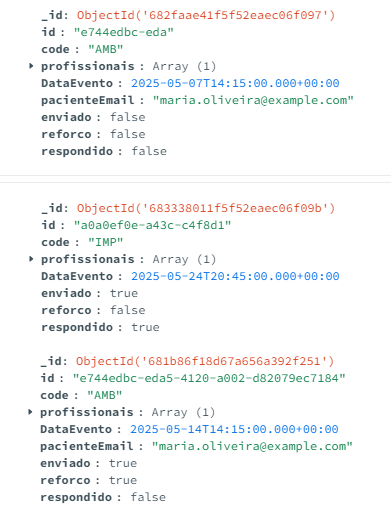 _id: ObjectId('682faae41f5f52eaec06f097')
id : "e744edbc-eda"
code : "AMB"
profissionais : Array (1)
DataEvento : 2025-05-07T14:15:00.000+00:00
pacienteEmail : "maria.oliveira@example.com"
enviado : false
reforco : false
respondido : false
_id: ObjectId('683338011f5f52eaec06f09b')
id : "a0a0ef0e-a43c-c4f8d1"
code : "IMP"
profissionais : Array (1)
DataEvento : 2025-05-24T20:45:00.000+00:00
enviado : true
reforco : false
respondido : true
_id: ObjectId('681b86f18d67a656a392f251')
id : "e744edbc-eda5-4120-a002-d82079ec7184"
code : "AMB"
profissionais : Array (1)
DataEvento : 2025-05-14T14:15:00.000+00:00
pacienteEmail : "maria.oliveira@example.com"
enviado : true
reforco : true
respondido : false